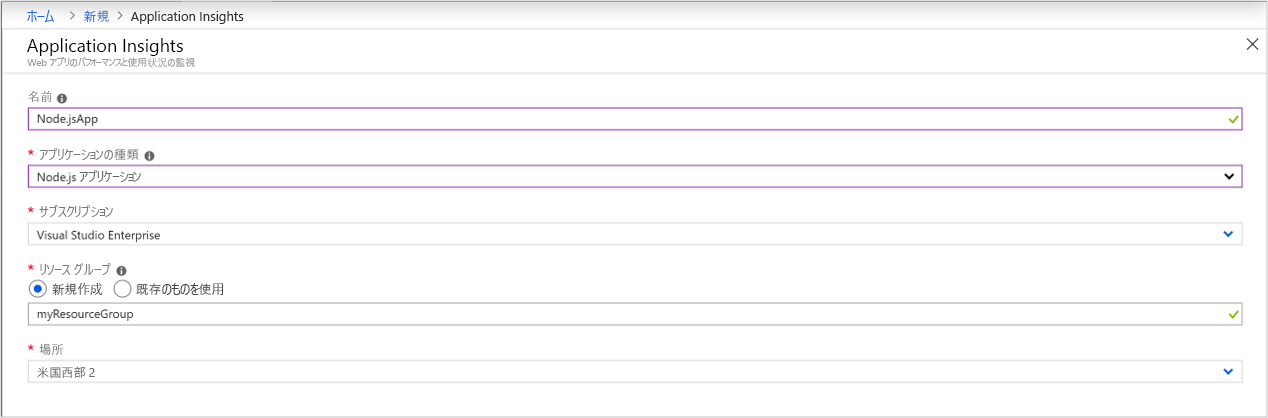 ホーム > 新規 > Application Insights
Application Insights
Web アプリのパフォーマンスと使用状況の監視
名前
Node.jsApp
* アプリケーションの種類
Node.js アプリケーション
* サブスクリプション
Visual Studio Enterprise
* リソース グループ
新規作成 既存のものを使用
myResourceGroup
* 場所
米国西部 2